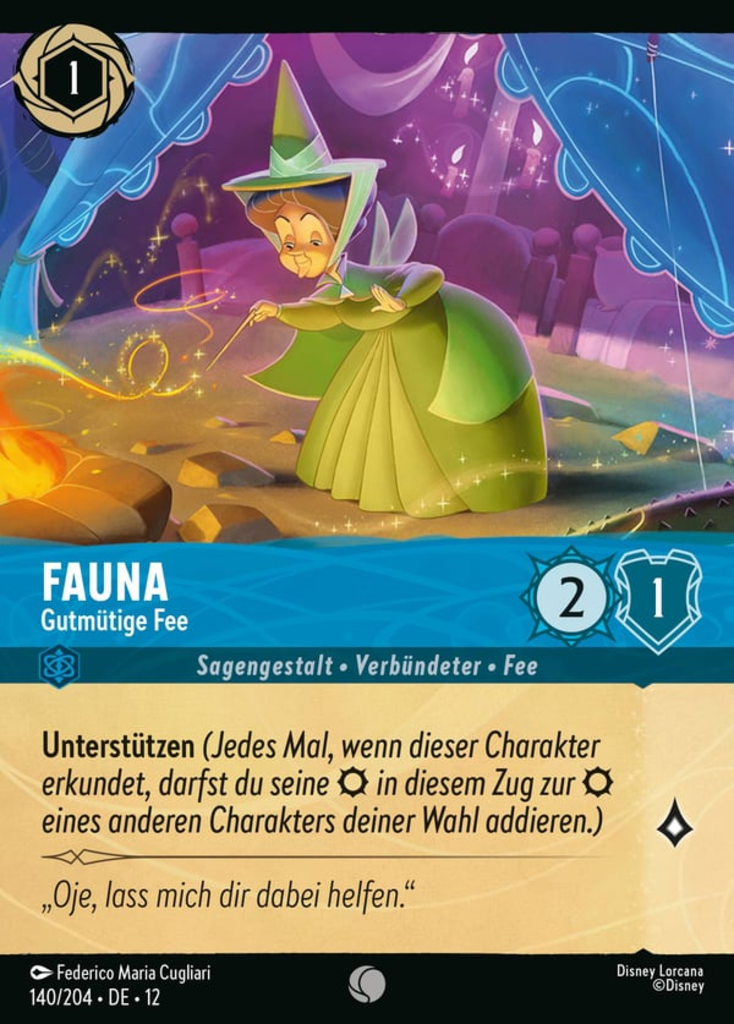 1
FAUNA
Gutmütige Fee
2
1
Sagengestalt • Verbündeter • Fee
Unterstützen (Jedes Mal, wenn dieser Charakter
erkundet, darfst du seine in diesem Zug zur
eines anderen Charakters deiner Wahl addieren.)
„Oje, lass mich dir dabei helfen.“
Federico Maria Cugliari
140/204 • DE • 12
Disney Lorcana
©Disney